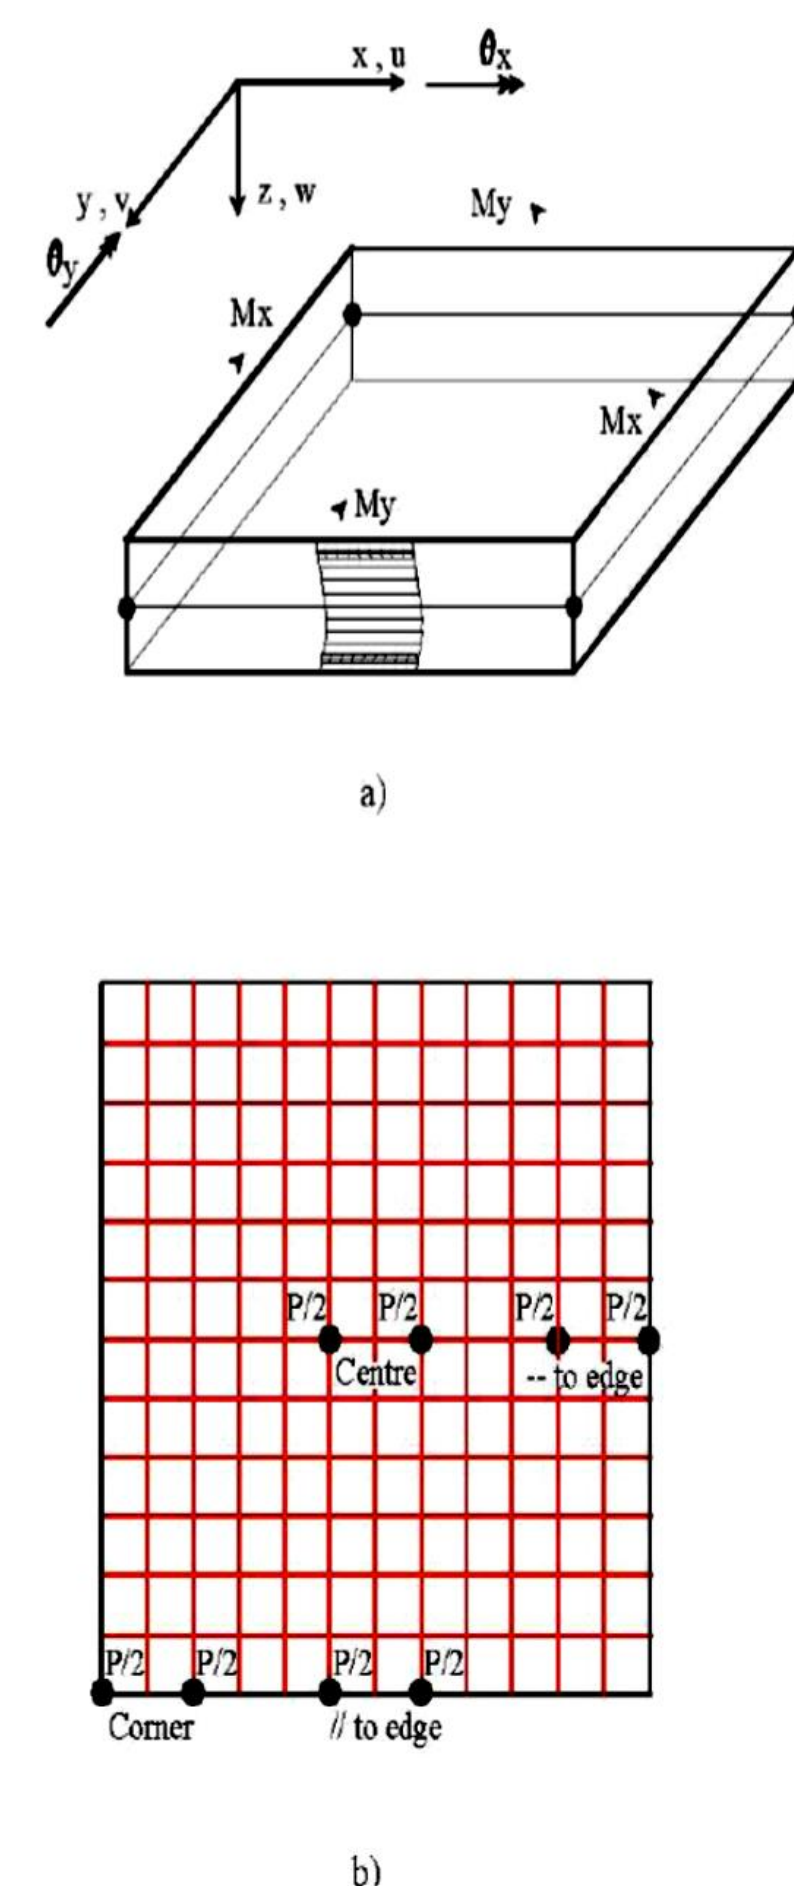 x , u θx
y , v z , w
θy
My
Mx
Mx
My
a)
P/2 P/2 P/2 P/2
Centre -- to edge
P/2 P/2 P/2 P/2
Corner // to edge
b)